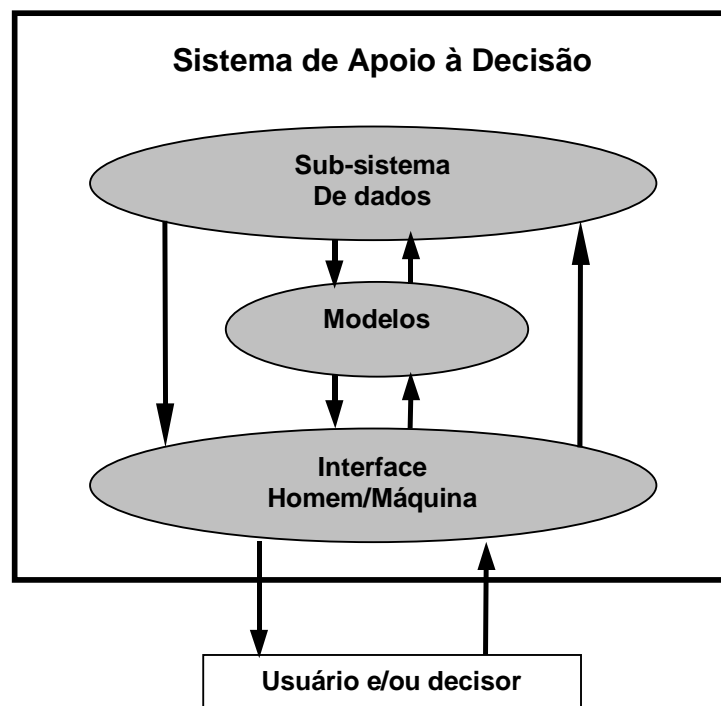 Sistema de Apoio à Decisão
Sub-sistema
De dados
Modelos
Interface
Homem/Máquina
Usuário e/ou decisor